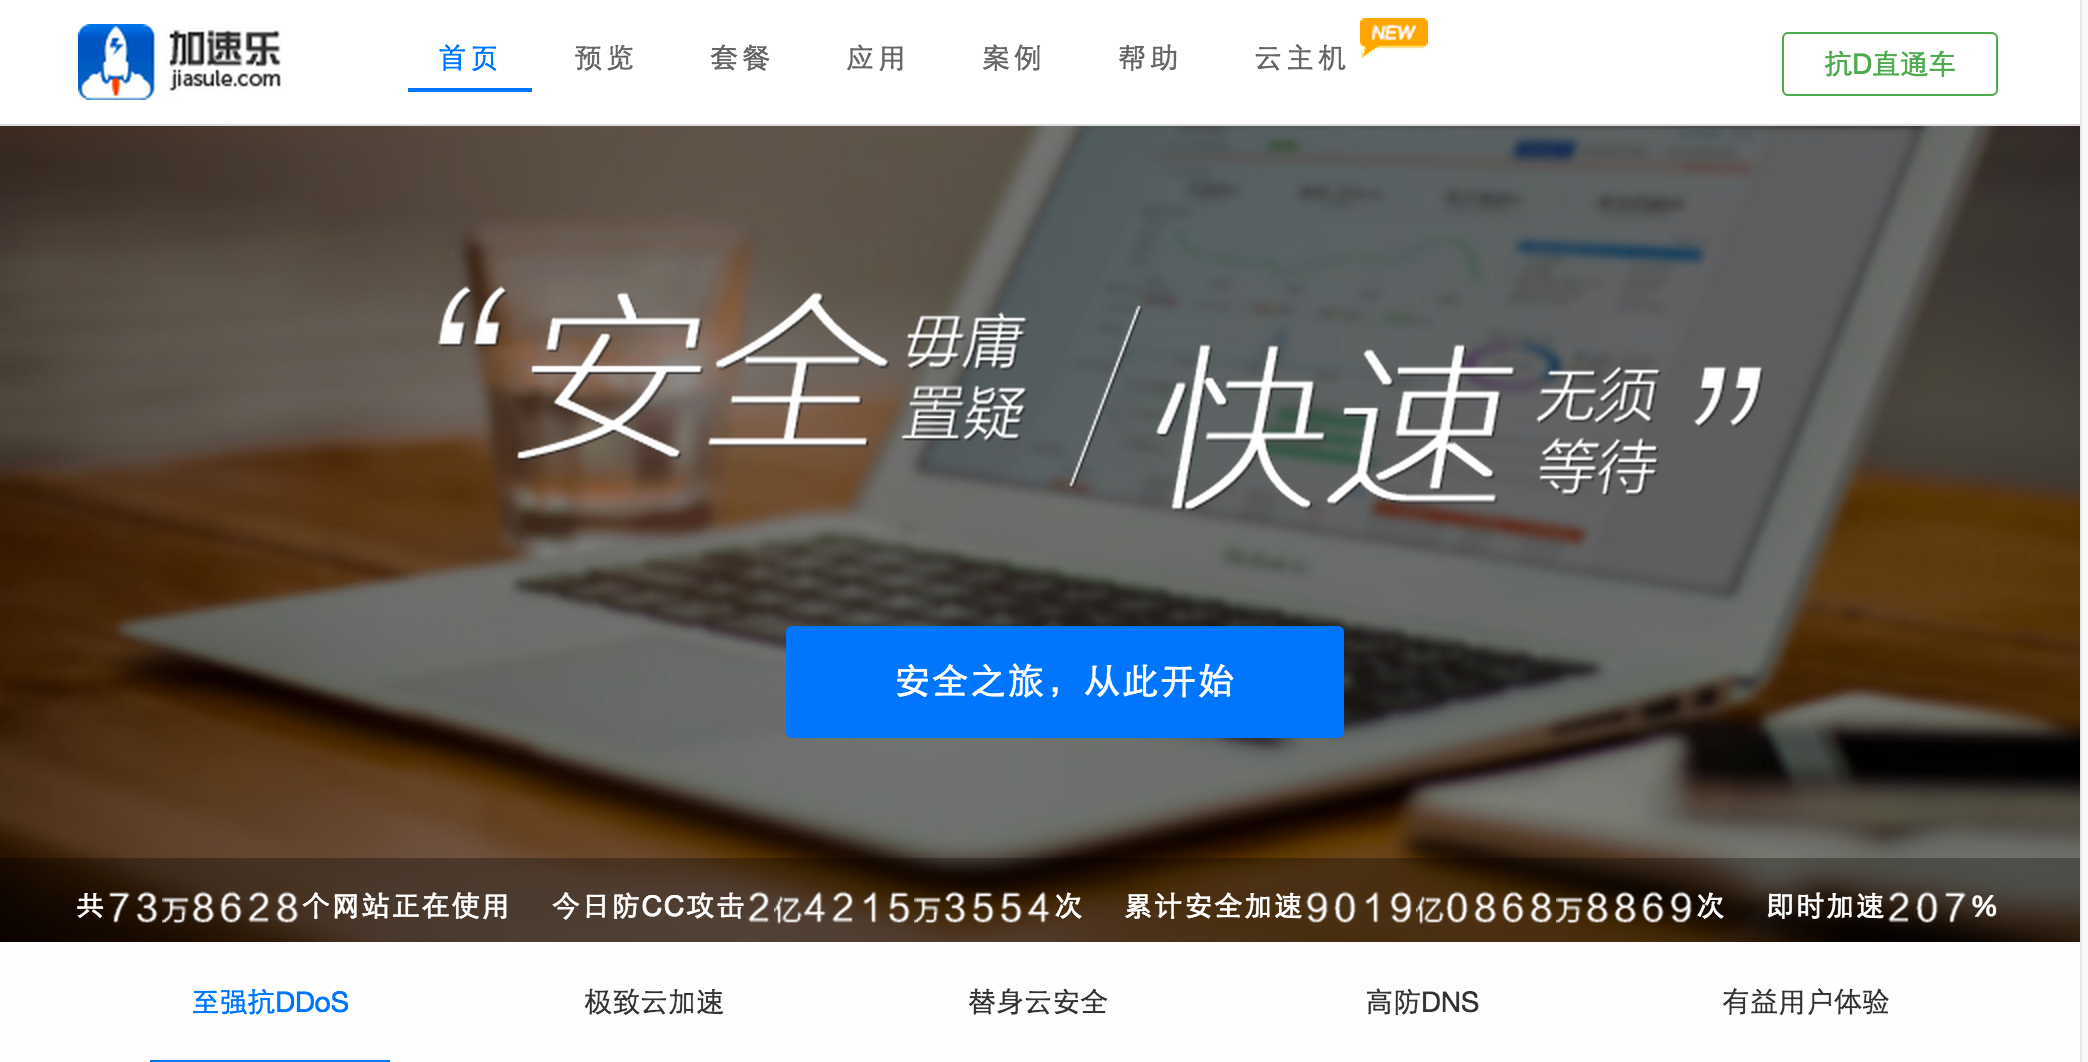 加速乐
jiasule.com
首页
预览
套餐
应用
案例
帮助
云主机
NEW
抗D直通车
“安全毋庸置疑/快速无须等待”
安全之旅，从此开始
共73万8628个网站正在使用
今日防CC攻击2亿4215万3554次
累计安全加速9019亿0868万8869次
即时加速207%
至强抗DDoS
极致云加速
替身云安全
高防DNS
有益用户体验